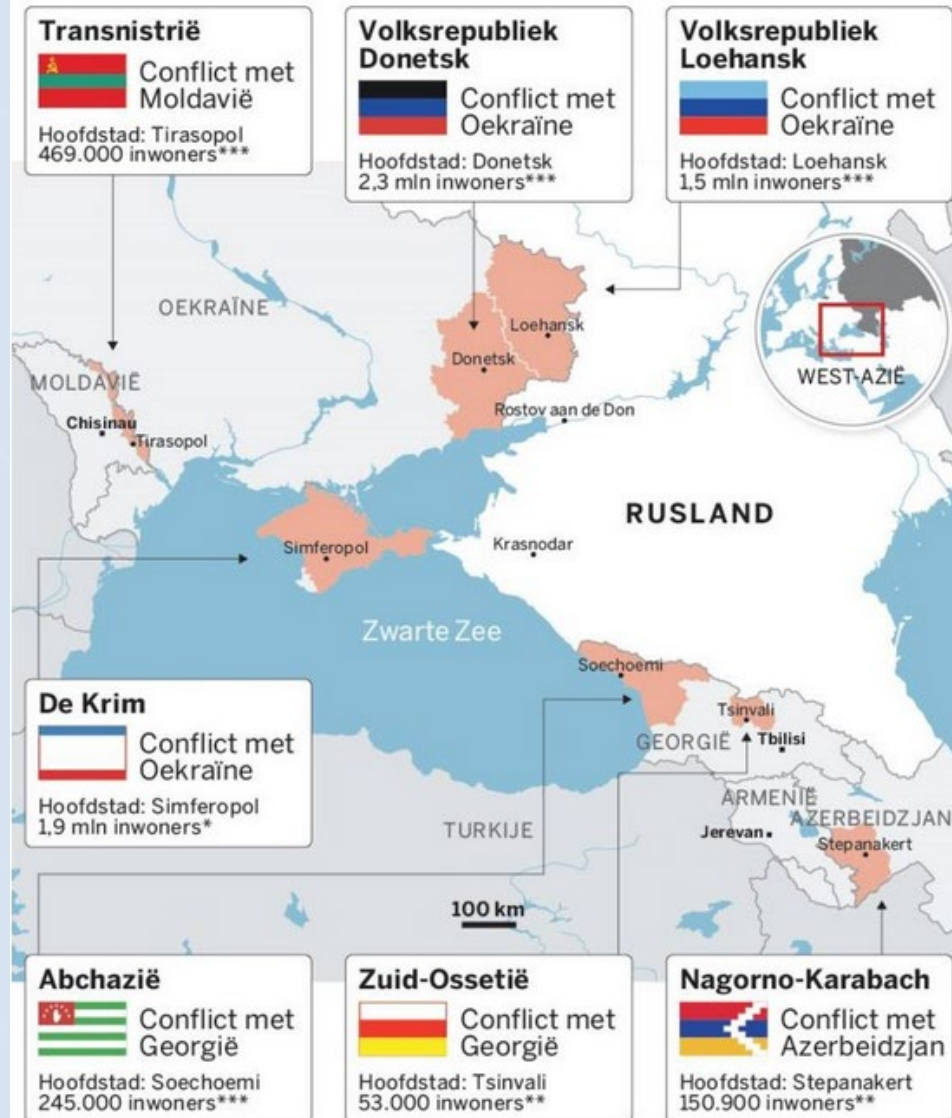 Transnistrië
Conflict met
Moldavië
Hoofdstad: Tirasopol
469.000 inwoners***
Volksrepubliek
Donetsk
Conflict met
Oekraïne
Hoofdstad: Donetsk
2,3 mln inwoners***
Volksrepubliek
Loehansk
Conflict met
Oekraïne
Hoofdstad: Loehansk
1,5 mln inwoners***
OEKRAÏNE
Loehansk
Donetsk
WEST-AZIË
MOLDAVIË
Chisinau
Tirasopol
Rostov aan de Don
RUSLAND
Simferopol
Krasnodar
Zwarte Zee
Soechoemi
De Krim
Conflict met
Oekraïne
Hoofdstad: Simferopol
1,9 mln inwoners*
Tsinvali
GEORGIË
Tbilisi
ARMENIË
AZERBEIDZJAN
TURKIJE
Jerevan
Stepanakert
100 km
Abchazië
Conflict met
Georgië
Hoofdstad: Soechoemi
245.000 inwoners***
Zuid-Ossetië
Conflict met
Georgië
Hoofdstad: Tsinvali
53.000 inwoners**
Nagorno-Karabach
Conflict met
Azerbeidzjan
Hoofdstad: Stepanakert
150.900 inwoners**